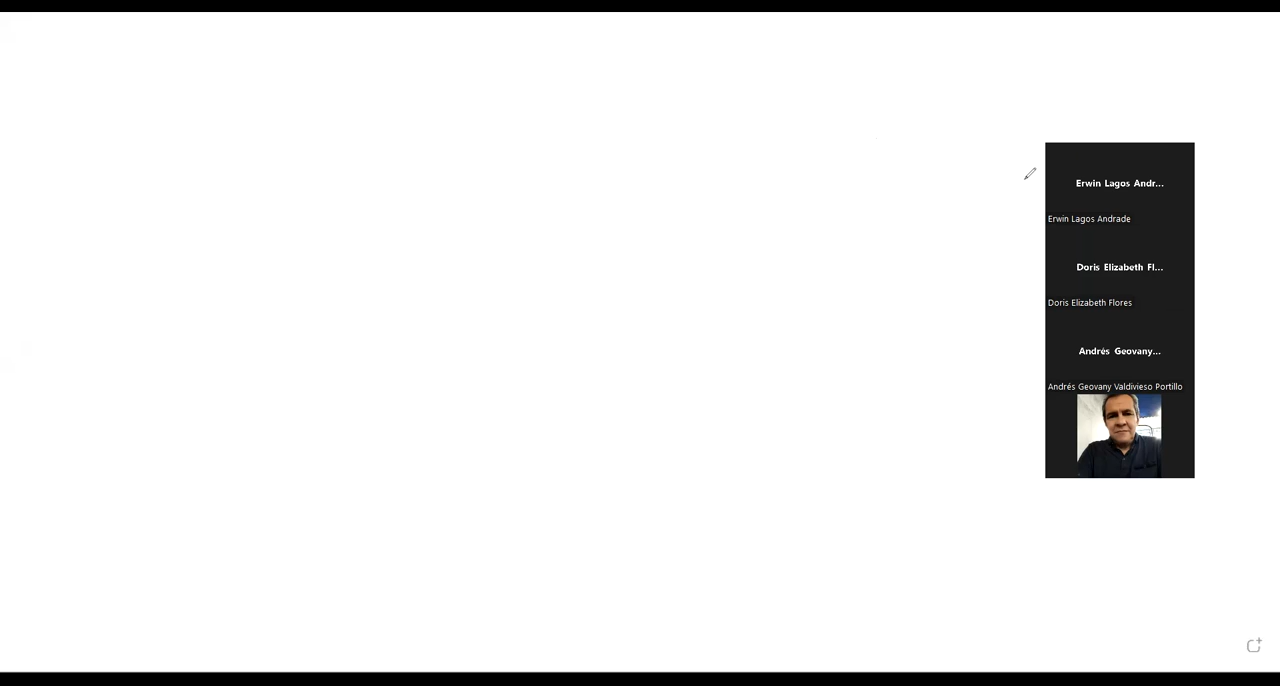 Erwin Lagos Andr...
Erwin Lagos Andrade
Doris Elizabeth Fl...
Doris Elizabeth Flores
Andrés Geovany...
Andrés Geovany Valdivieso Portillo